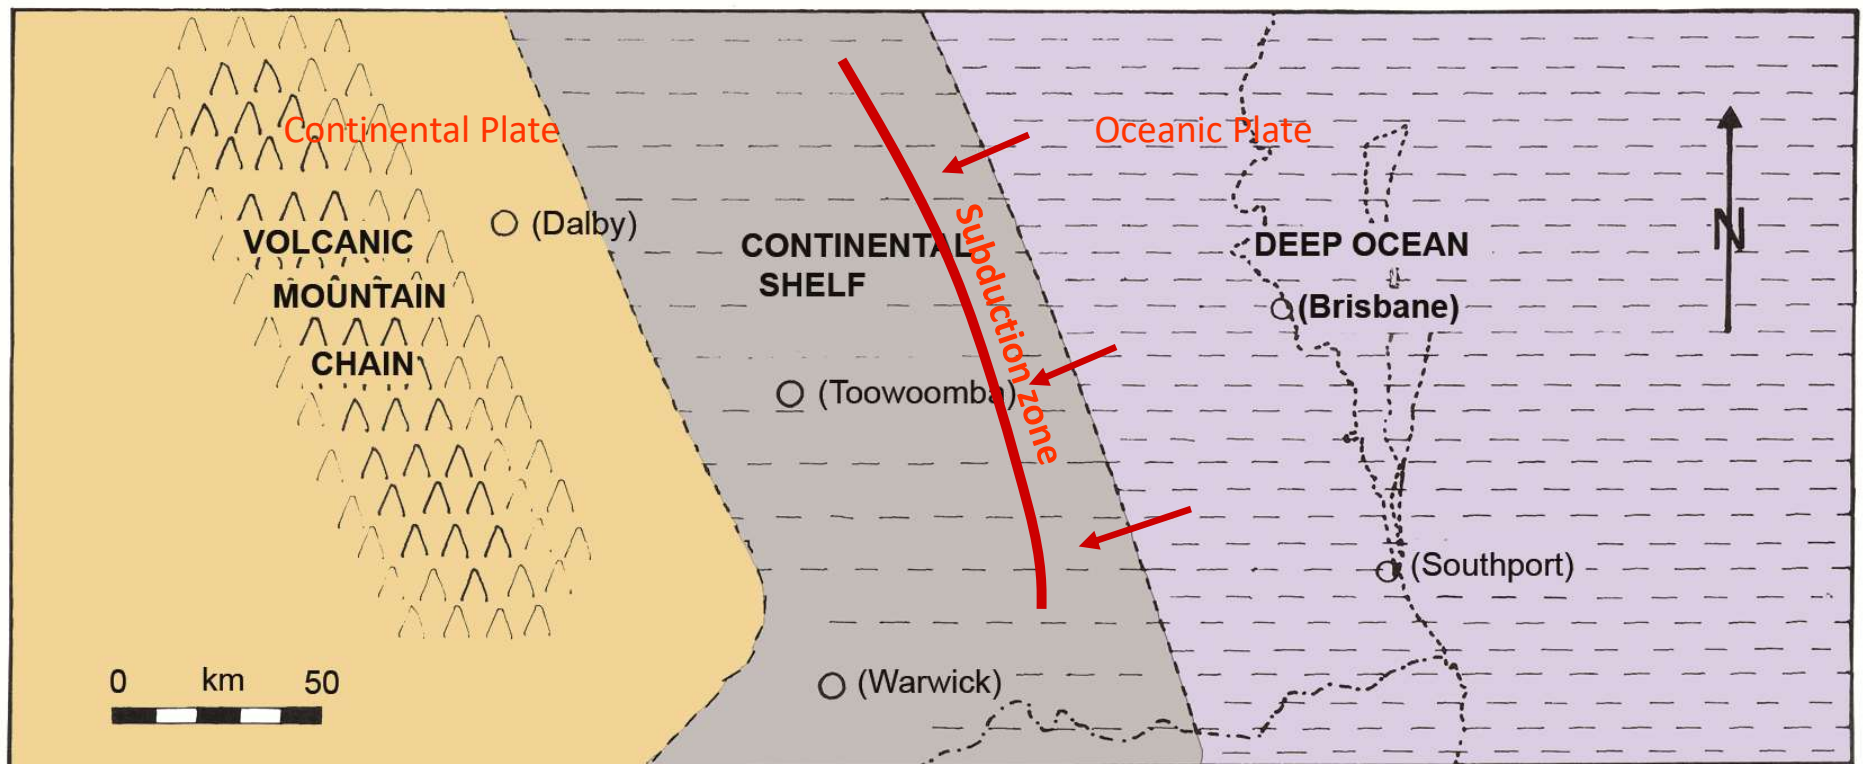 Continental Plate
Oceanic Plate
(Dalby)
VOLCANIC
MOUNTAIN
CHAIN
CONTINENTAL
SHELF
Subduction zone
DEEP OCEAN
N
(Brisbane)
(Toowoomba)
(Southport)
(Warwick)
0 km 50